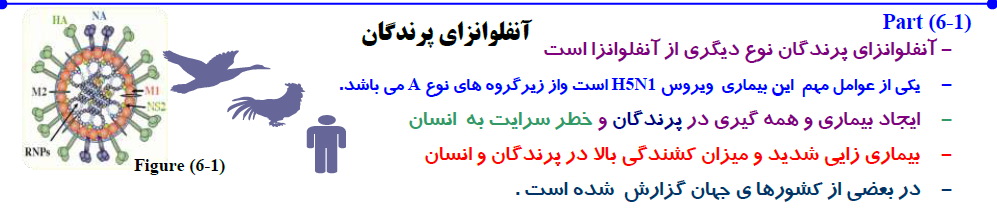 Part (6-1)
آنفلوانزای پرندگان
– آنفلوانزای پرندگان نوع دیگری از آنفلوانزا است
– یکی از عوامل مهم این بیماری ویروس H5N1 است واز زیرگروه های نوع A می باشد.
– ایجاد بیماری و همه گیری در پرندگان و خطر سرایت به انسان
– بیماری زایی شدید و میزان کشندگی بالا در پرندگان و انسان
– در بعضی از کشورها ی جهان گزارش شده است .
HA
NA
M2
M1
NS2
RNPs
Figure (6-1)